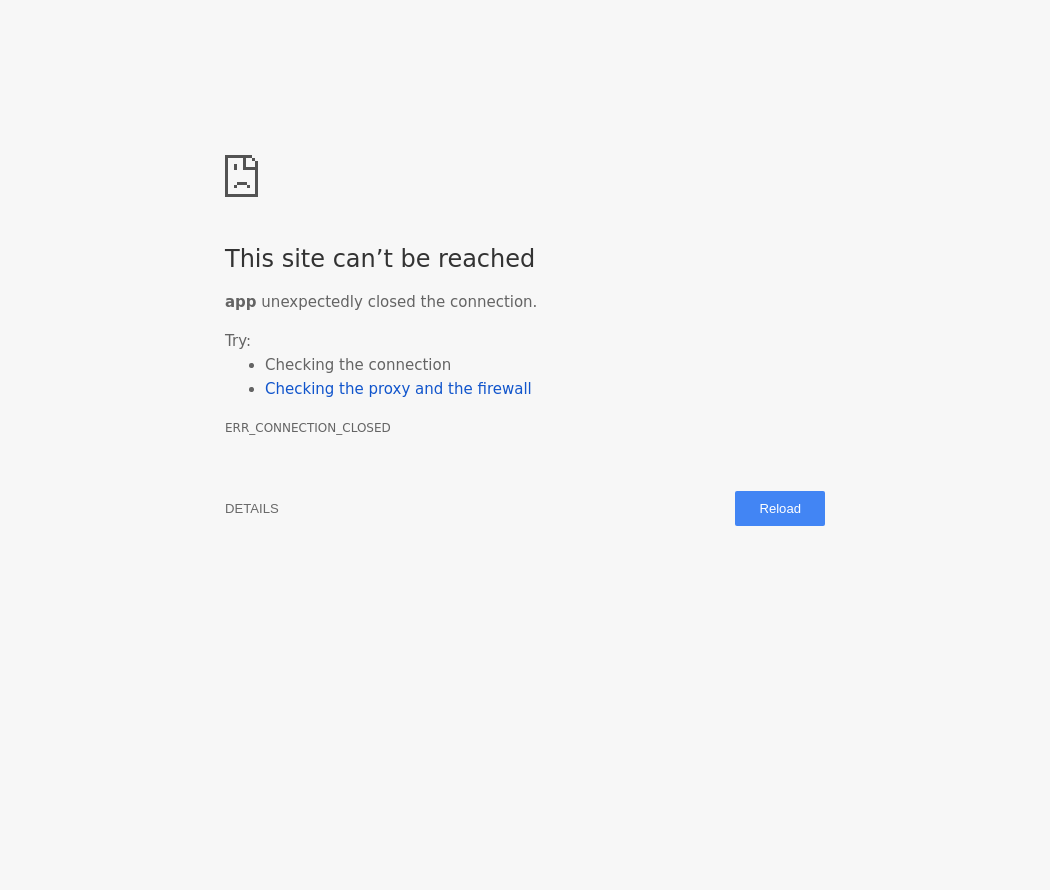 This site can’t be reached
app unexpectedly closed the connection.
Try:
Checking the connection
Checking the proxy and the firewall
ERR_CONNECTION_CLOSED
DETAILS
Reload